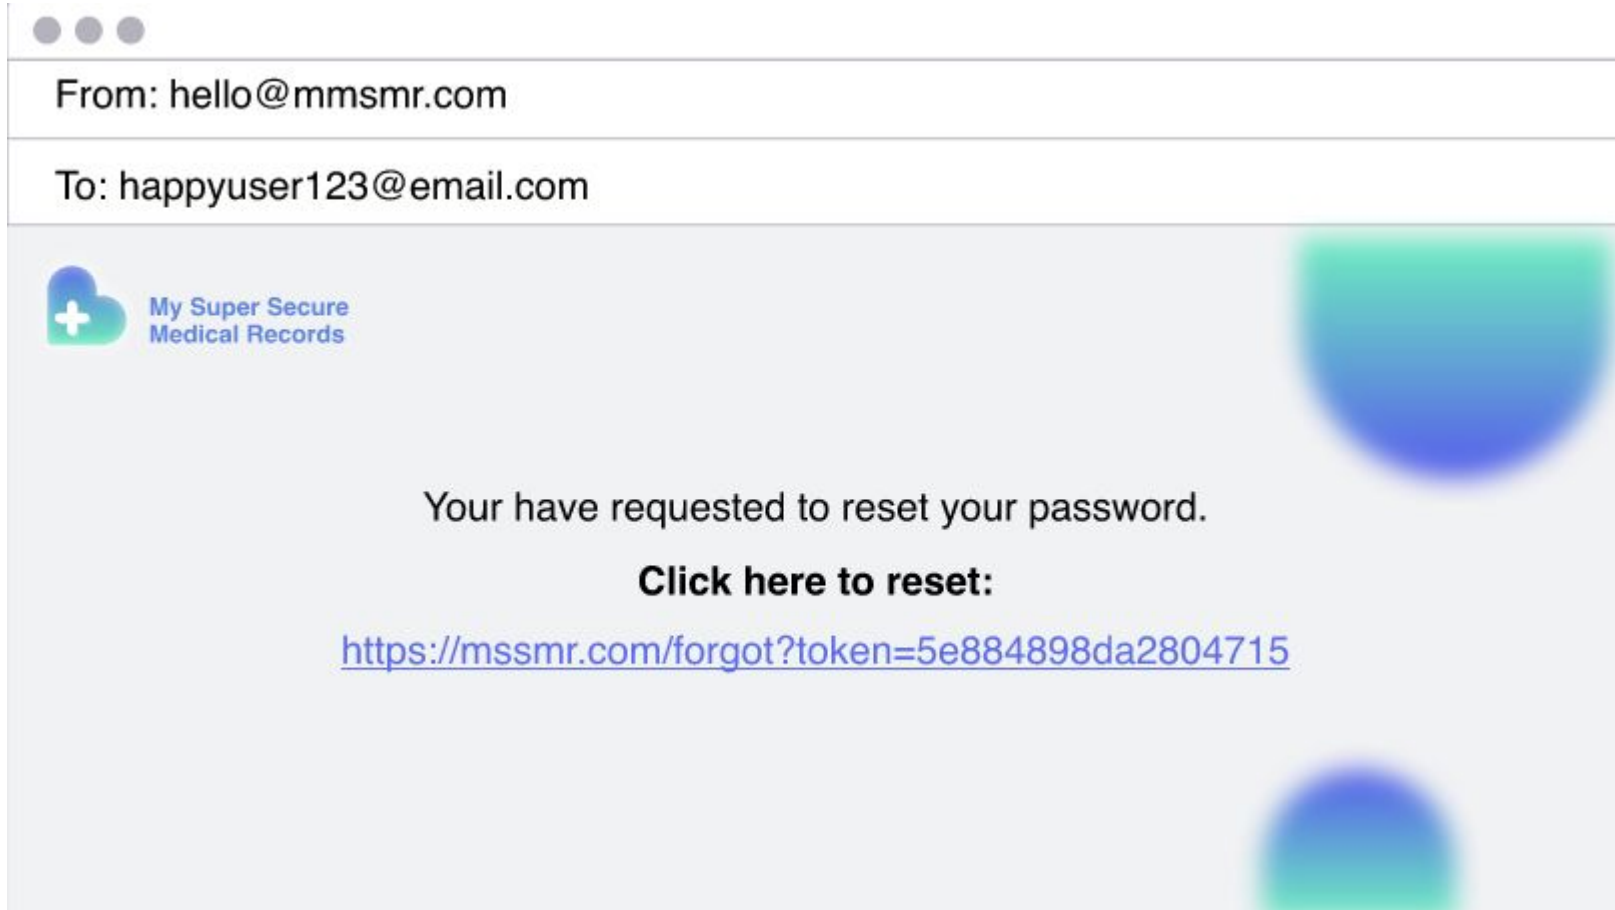 From: hello@mmsmr.com
To: happyuser123@email.com
My Super Secure
Medical Records
Your have requested to reset your password.
Click here to reset:
https://mssmr.com/forgot?token=5e884898da2804715